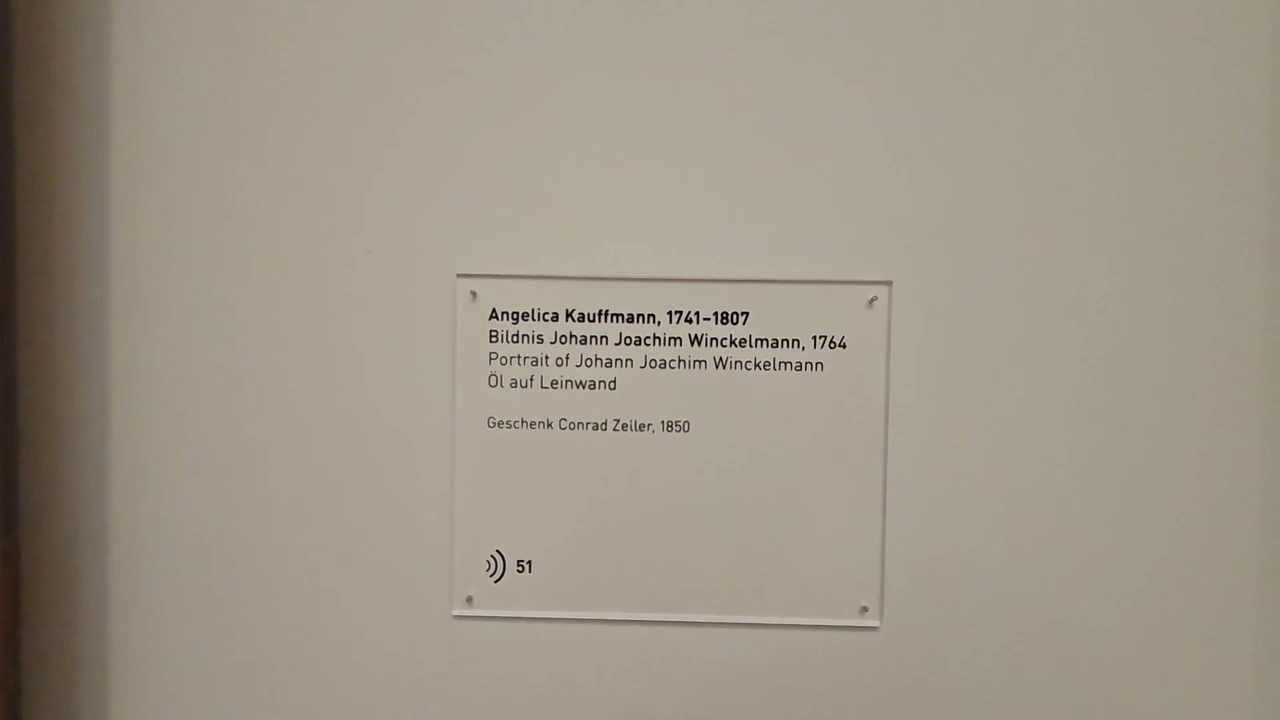 Angelica Kauffmann, 1741–1807
Bildnis Johann Joachim Winckelmann, 1764
Portrait of Johann Joachim Winckelmann
Öl auf Leinwand
Geschenk Conrad Zeller, 1850
51